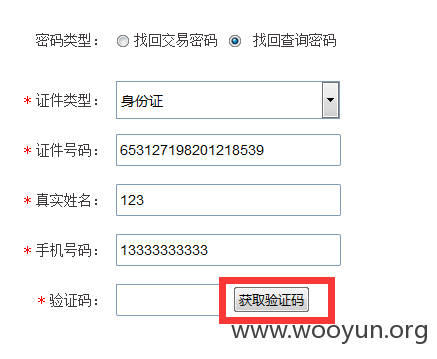 密码类型： 找回交易密码 找回查询密码
* 证件类型： 身份证
* 证件号码： 653127198201218539
* 真实姓名： 123
* 手机号码： 13333333333
* 验证码： 获取验证码
www.wooyun.org